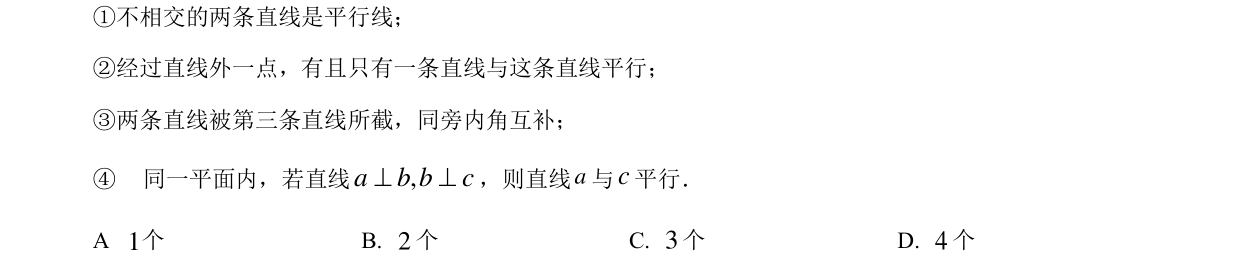 ①不相交的两条直线是平行线；
②经过直线外一点，有且只有一条直线与这条直线平行；
③两条直线被第三条直线所截，同旁内角互补；
④ 同一平面内，若直线a⊥b,b⊥c，则直线a与c平行．
A 1个 B. 2个 C. 3个 D. 4个